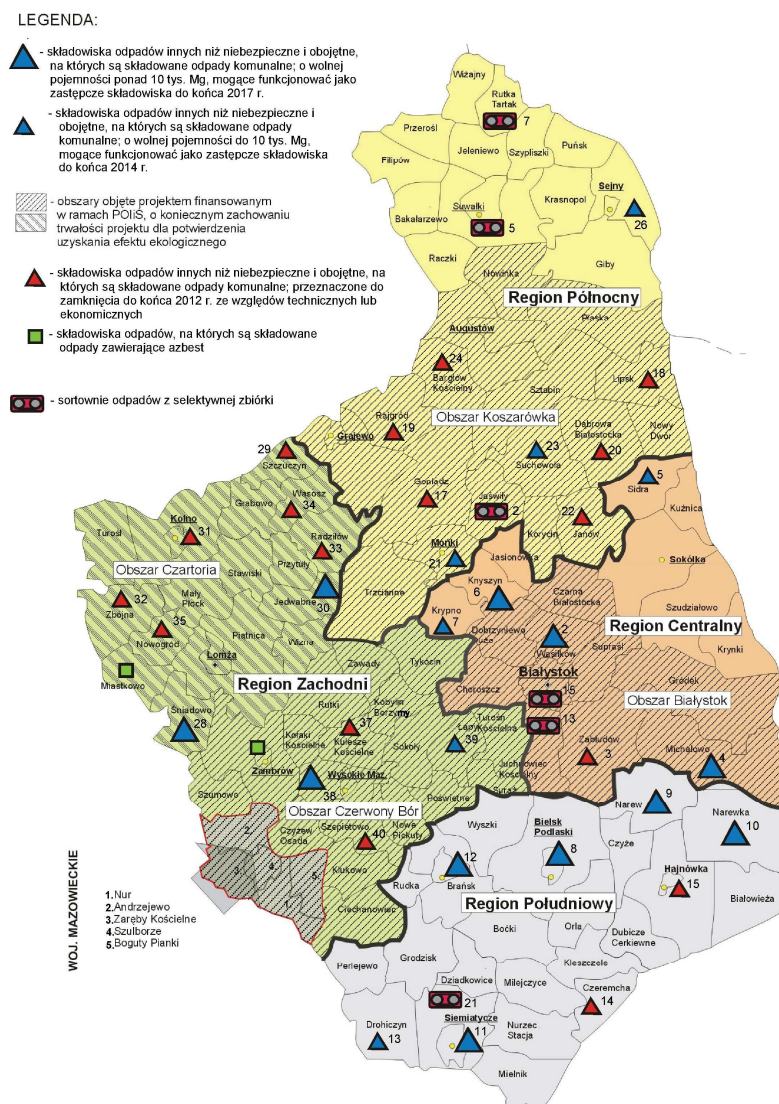 LEGENDA:
- składowiska odpadów innych niż niebezpieczne i obojętne,
na których są składowane odpady komunalne; o wolnej
pojemności ponad 10 tys. Mg, mogące funkcjonować jako
zastępcze składowiska do końca 2017 r.
- składowiska odpadów innych niż niebezpieczne i
obojętne, na których są składowane odpady
komunalne; o wolnej pojemności do 10 tys. Mg,
mogące funkcjonować jako zastępcze składowiska
do końca 2014 r.
- obszary objęte projektem finansowanym
w ramach POIiŚ, o koniecznym zachowaniu
trwałości projektu dla potwierdzenia
uzyskania efektu ekologicznego
- składowiska odpadów innych niż niebezpieczne i obojętne, na
których są składowane odpady komunalne; przeznaczone do
zamknięcia do końca 2012 r. ze względów technicznych lub
ekonomicznych
- składowiska odpadów, na których są składowane
odpady zawierające azbest
- sortownie odpadów z selektywnej zbiórki
Wiżajny
Rutka
Tartak
7
Przerośl
Jeleniewo
Szypliszki
Puńsk
Filipów
Krasnopol
Sejny
26
Suwałki
5
Bakałarzewo
Raczki
Giby
Nowinka
Region Północny
Płaska
Augustów
24
Bargłów
Kościelny
Sztabin
Lipsk
18
Rajgród
19
Obszar Koszarówka
Grajewo
23
Suchowola
Dąbrowa
Białostocka
20
Nowy
Dwór
29
Szczuczyn
Goniądz
17
Jaświły
2
Sidra
5
Kuźnica
Grabowo
Wąsosz
34
22
Janów
Korycin
Turośl
Kolno
31
Radziłów
33
Mońki
21
Jasionówka
Sokólka
Obszar Czartoria
Stawiski
Przytuły
Trzcianne
Knyszyn
6
Czarna
Białostocka
Szudziałowo
Zbójna
32
Mały
Płock
Jedwabne
30
Krypno
7
Dobrzyniewo
Duże
2
Wasilków
Supraśl
Region Centralny
Krynki
35
Nowogród
Piątnica
Wizna
Łomża
Zawady
Tykocin
Białystok
Gródek
Miastkowo
Region Zachodni
Choroszcz
15
Obszar Białystok
Śniadowo
28
Rutki
Kobylin
Borzymy
37
Kulesze
Kościelne
Kołaki
Kościelne
Sokoły
Łapy
39
Turośń
Kościelna
13
Zabłudów
3
Michałowo
4
Zambrów
Wysokie Maz.
38
Juchnowiec
Kościelny
Szumowo
Obszar Czerwony Bór
Poświętne
Suraż
Czyżew
Osada
Szepietowo
40
Nowe
Piekuty
Wyszki
Bielsk
Podlaski
8
Narew
9
Narewka
10
Czyże
2.
4.
3.
5.
1.
Klukowo
12
Brańsk
Rudka
Hajnówka
15
Białowieża
Region Południowy
Ciechanowiec
Boćki
Orla
Dubicze
Cerkiewne
WOJ. MAZOWIECKIE
1.Nur
2.Andrzejewo
3.Zaręby Kościelne
4.Szulborze
5.Boguty Pianki
Perlejewo
Grodzisk
Dziadkowice
Milejczyce
Kleszczele
21
Czeremcha
14
Siemiatycze
11
Drohiczyn
13
Nurzec
Stacja
Mielnik